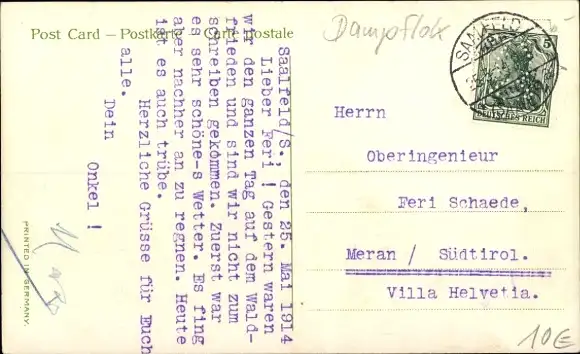 Post Card – Postkarte – Carte Postale
Dampflok
SAALFELD
5
DEUTSCHES REICH
Saalfeld/S., den 25. Mai 1914
Lieber Feri ! Gestern waren
wir den ganzen Tag auf dem Wald-
frieden und sind wir nicht zum
schreiben gekommen. Zuerst war
es sehr schöne-s Wetter. Es fing
aber nachher an zu regnen. Heute
ist es auch trübe.
Herzliche Grüsse für Euch
alle.
Dein
Onkel !
Herrn
Oberingenieur
Feri Schaede,
Meran / Südtirol.
Villa Helvetia.
PRINTED IN GERMANY.
10€